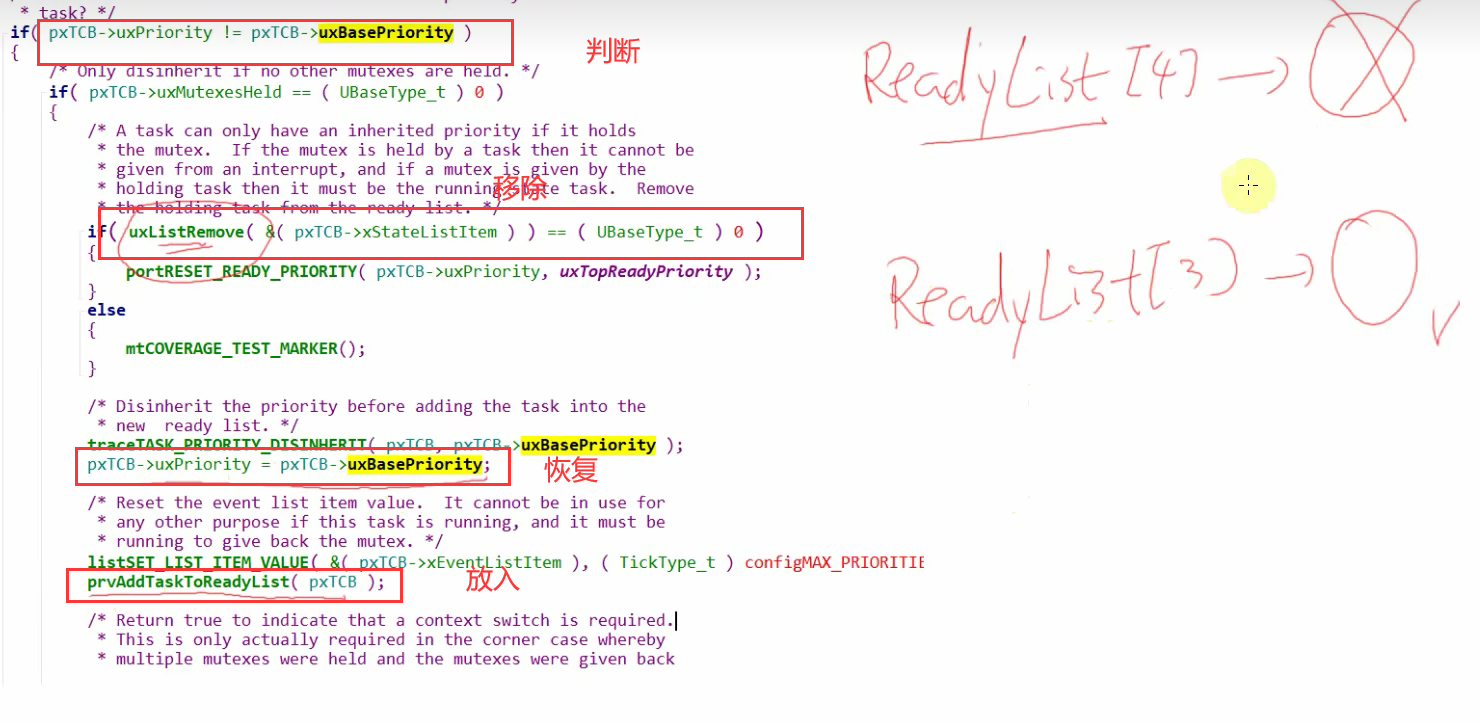 * task? */
if( pxTCB->uxPriority != pxTCB->uxBasePriority )
判断
{
/* Only disinherit if no other mutexes are held. */
if( pxTCB->uxMutexesHeld == ( UBaseType_t ) 0 )
{
/* A task can only have an inherited priority if it holds
* the mutex.  If the mutex is held by a task then it cannot be
* given from an interrupt, and if a mutex is given by the
* holding task then it must be the running state task.  Remove
移除
* the holding task from the ready list. */
if( uxListRemove( &( pxTCB->xStateListItem ) ) == ( UBaseType_t ) 0 )
{
portRESET_READY_PRIORITY( pxTCB->uxPriority, uxTopReadyPriority );
}
else
{
mtCOVERAGE_TEST_MARKER();
}
/* Disinherit the priority before adding the task into the
* new  ready list. */
traceTASK_PRIORITY_DISINHERIT( pxTCB, pxTCB->uxBasePriority );
pxTCB->uxPriority = pxTCB->uxBasePriority;
恢复
/* Reset the event list item value.  It cannot be in use for
* any other purpose if this task is running, and it must be
* running to give back the mutex. */
listSET_LIST_ITEM_VALUE( &( pxTCB->xEventListItem ), ( TickType_t ) configMAX_PRIORITIE
prvAddTaskToReadyList( pxTCB );
放入
/* Return true to indicate that a context switch is required.
* This is only actually required in the corner case whereby
* multiple mutexes were held and the mutexes were given back
ReadyList[4] →
ReadyList[3] →